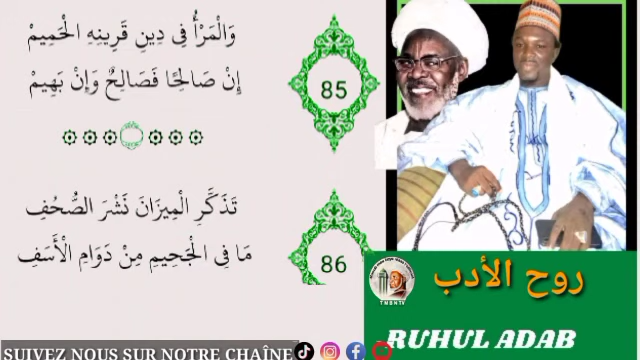 وَالْمَرْأُ فِى دِينِ قَرِينِهِ الْحَمِيمْ
إِنْ صَالِحًا فَصَالِحٌ وَإِنْ بَهِيمْ
85
تَذَكَّرِ الْمِيزَانَ نَشْرَ الصُّحُفِ
مَا فِى الْجَحِيمِ مِنْ دَوَامِ الْأَسَفِ
86
روح الأدب
TMBNTV
RUHUL ADAB
SUIVEZ NOUS SUR NOTRE CHAÎNE